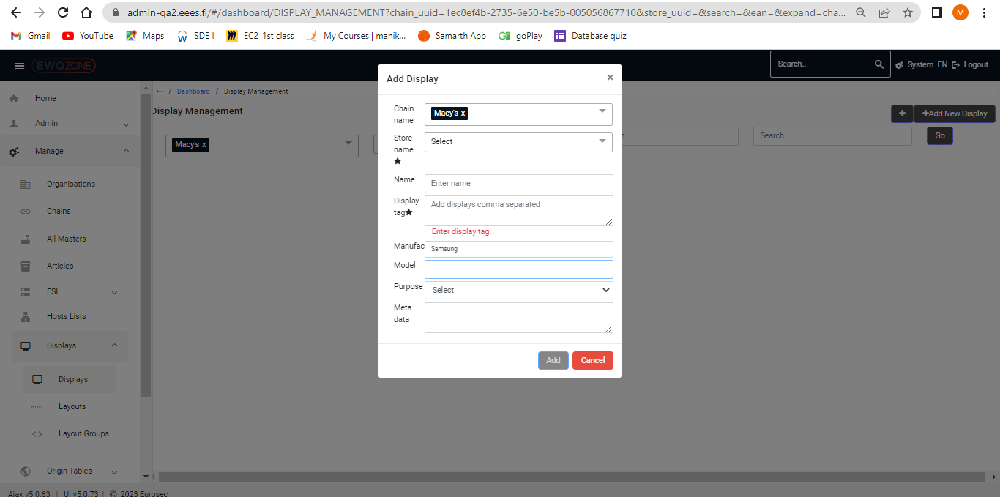 admin-qa2.eees.fi/#/dashboard/DISPLAY_MANAGEMENT?chain_uuid=1ec8ef4b-2735-6e50-be5b-005056867710&store_uuid=&search=&ean=&expand=cha...
M
Gmail YouTube Maps SDE I EC2_1st class My Courses | manik... Samarth App goPlay Database quiz
EWQZONE Search.. System EN Logout
Home
Admin
Manage
Organisations
Chains
All Masters
Articles
ESL
Hosts Lists
Displays
Displays
HTML Layouts
Layout Groups
Origin Tables
← / Dashboard / Display Management
Display Management
+ +Add New Display
Macy's x
Search
Go
Add Display ×
Chain name Macy's x
Store name★ Select
Name Enter name
Display tag★ Add displays comma separated
Enter display tag.
Manufac Samsung
Model
Purpose Select
Meta data
Add Cancel
Ajax v5.0.63 | UI v5.0.73 | © 2023 Eurosec